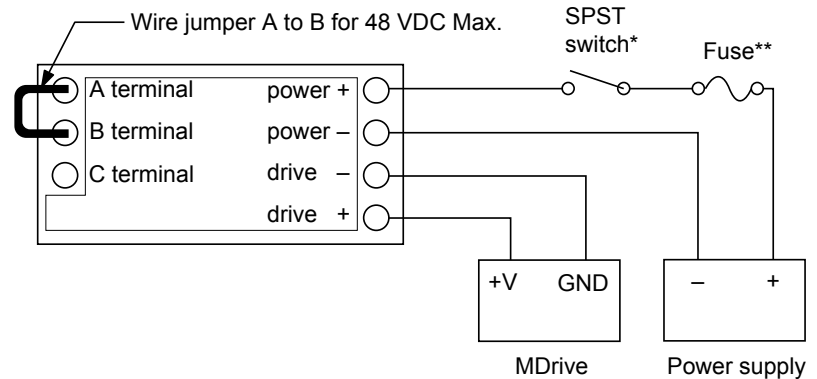 Wire jumper A to B for 48 VDC Max.
SPST
switch*
Fuse**
A terminal power +
B terminal power –
C terminal drive –
drive +
+V GND
– +
MDrive Power supply